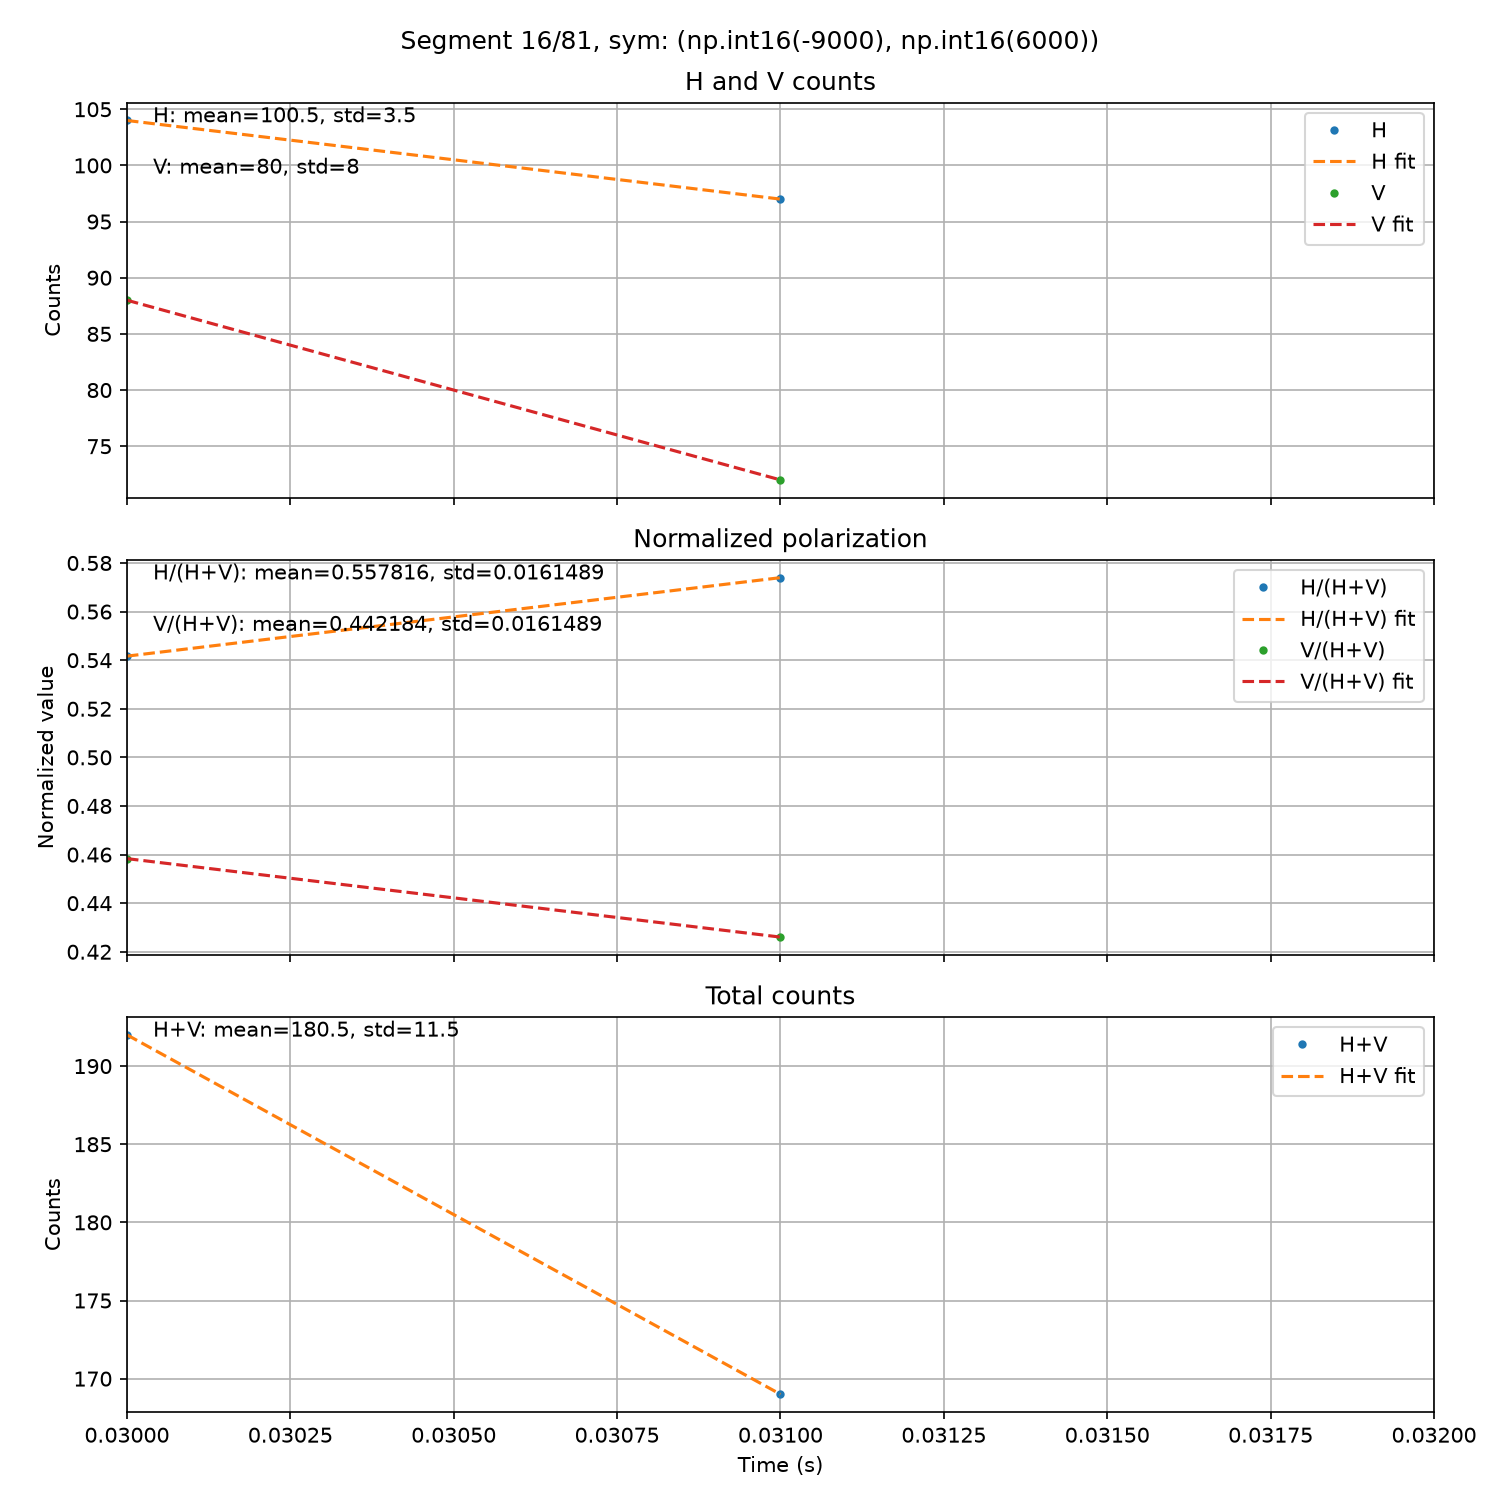 Segment 16/81, sym: (np.int16(-9000), np.int16(6000))
H and V counts
105
100
95
90
85
80
75
Counts
H: mean=100.5, std=3.5
V: mean=80, std=8
H
H fit
V
V fit
Normalized polarization
0.58
0.56
0.54
0.52
0.50
0.48
0.46
0.44
0.42
Normalized value
H/(H+V): mean=0.557816, std=0.0161489
V/(H+V): mean=0.442184, std=0.0161489
H/(H+V)
H/(H+V) fit
V/(H+V)
V/(H+V) fit
Total counts
190
185
180
175
170
Counts
H+V: mean=180.5, std=11.5
H+V
H+V fit
0.03000 0.03025 0.03050 0.03075 0.03100 0.03125 0.03150 0.03175 0.03200
Time (s)